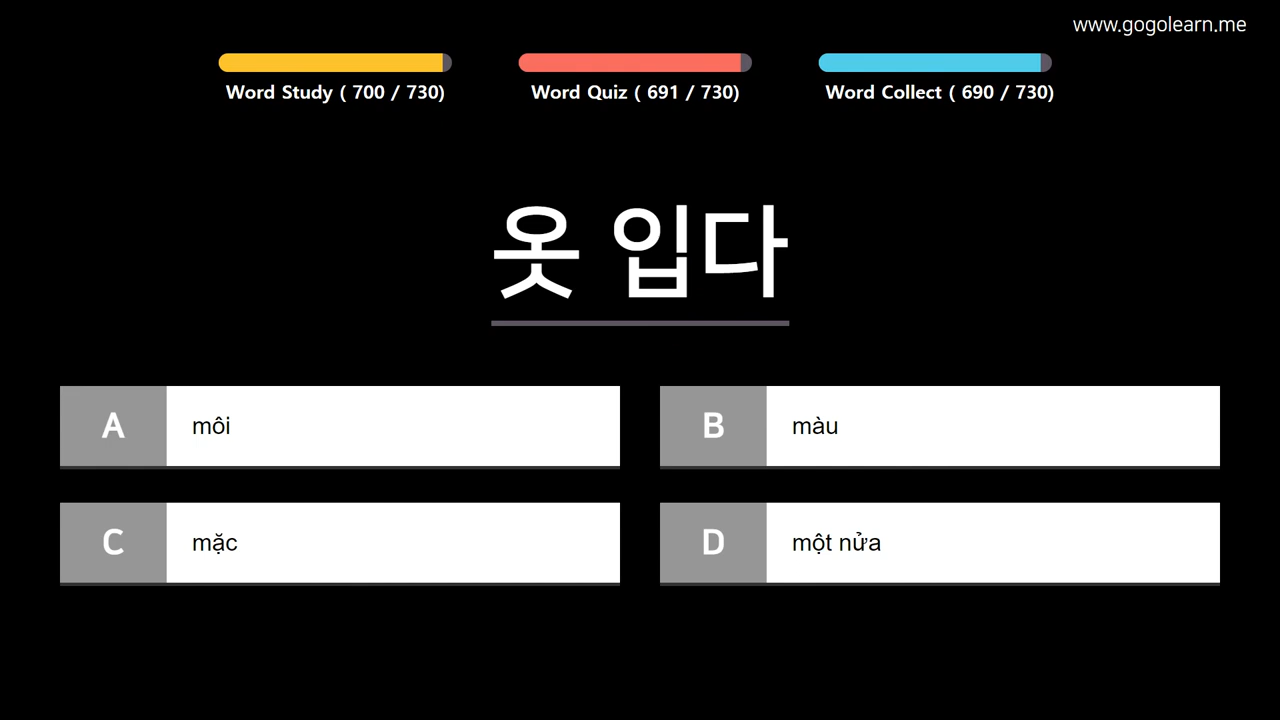 www.gogolearn.me
Word Study ( 700 / 730)
Word Quiz ( 691 / 730)
Word Collect ( 690 / 730)
옷 입다
A môi
B màu
C mặc
D một nửa